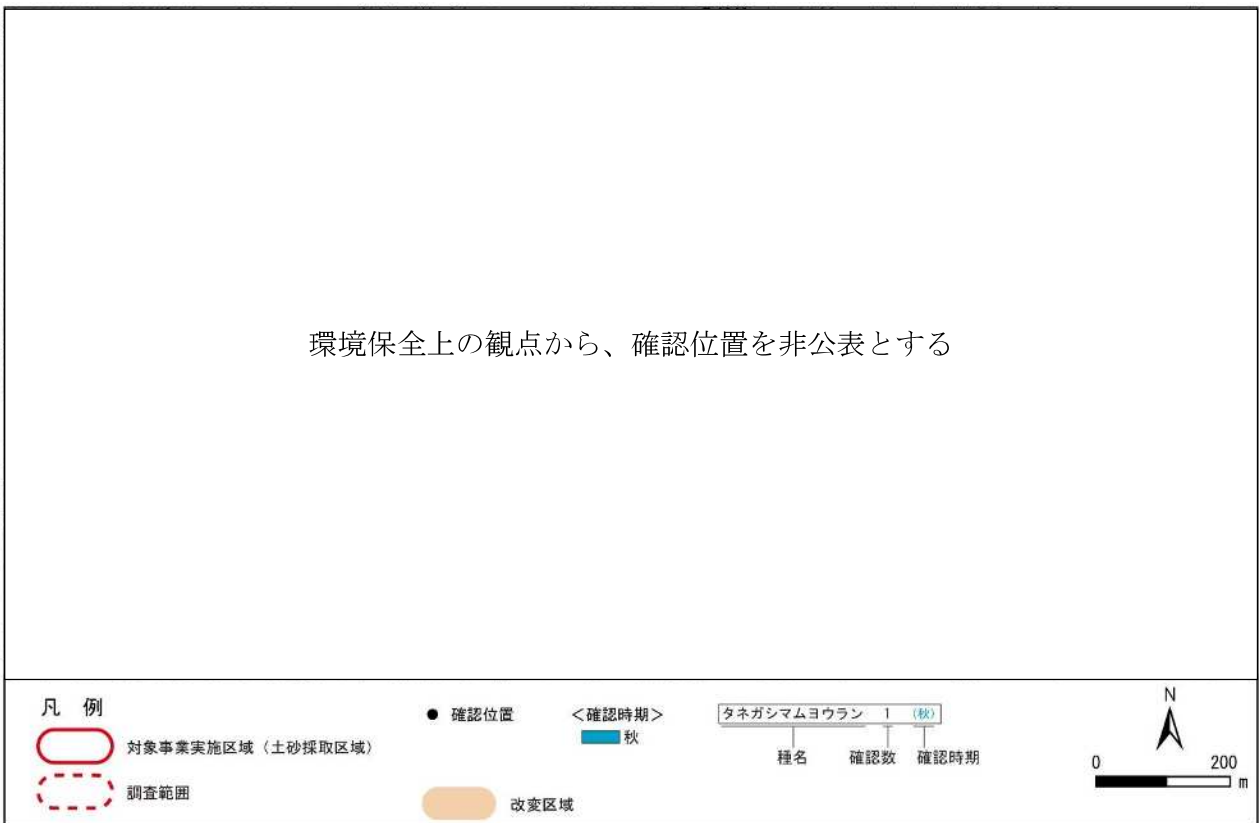 環境保全上の観点から、確認位置を非公表とする
凡 例
対象事業実施区域（土砂採取区域）
調査範囲
● 確認位置
改変区域
＜確認時期＞
秋
タネガシマムヨウラン 1 （秋）
種名 確認数 確認時期
N
0 200
m